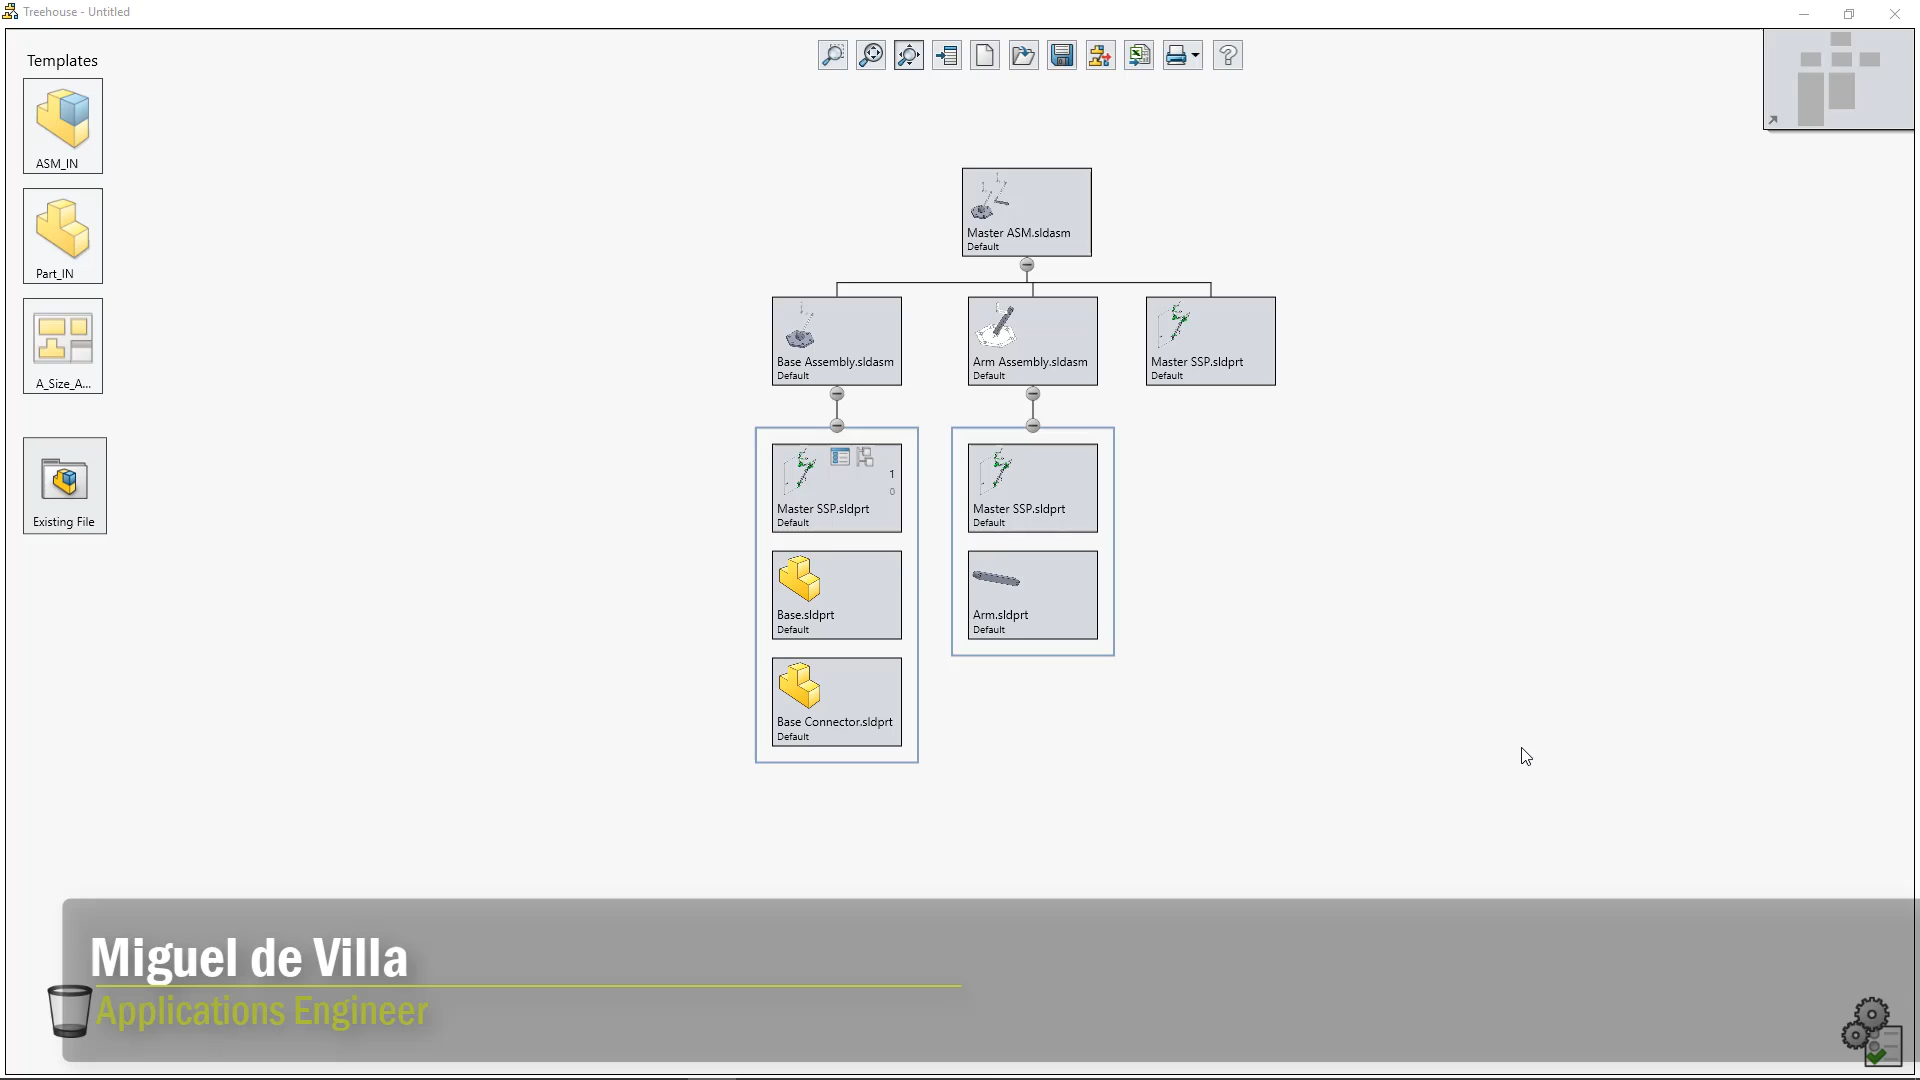 Treehouse - Untitled
Templates
ASM_IN
Part_IN
A_Size_A...
Existing File
Master ASM.sldasm
Default
Base Assembly.sldasm
Default
Arm Assembly.sldasm
Default
Master SSP.sldprt
Default
1
0
Master SSP.sldprt
Default
Master SSP.sldprt
Default
Base.sldprt
Default
Arm.sldprt
Default
Base Connector.sldprt
Default
Miguel de Villa
Applications Engineer